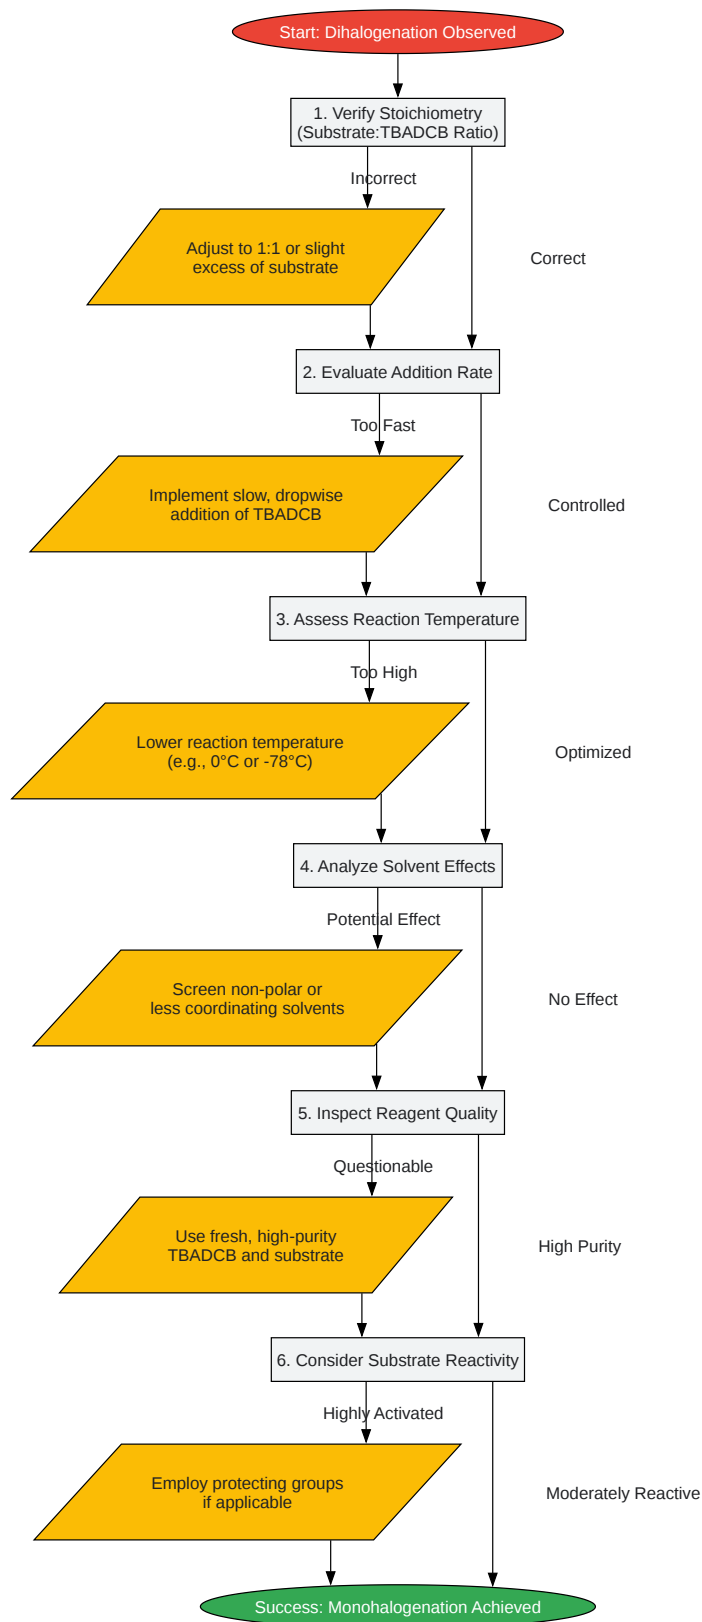 Start: Dihalogenation Observed
1. Verify Stoichiometry
(Substrate:TBADCB Ratio)
Incorrect
Adjust to 1:1 or slight
excess of substrate
Correct
2. Evaluate Addition Rate
Too Fast
Implement slow, dropwise
addition of TBADCB
Controlled
3. Assess Reaction Temperature
Too High
Lower reaction temperature
(e.g., 0°C or -78°C)
Optimized
4. Analyze Solvent Effects
Potential Effect
Screen non-polar or
less coordinating solvents
No Effect
5. Inspect Reagent Quality
Questionable
Use fresh, high-purity
TBADCB and substrate
High Purity
6. Consider Substrate Reactivity
Highly Activated
Employ protecting groups
if applicable
Moderately Reactive
Success: Monohalogenation Achieved